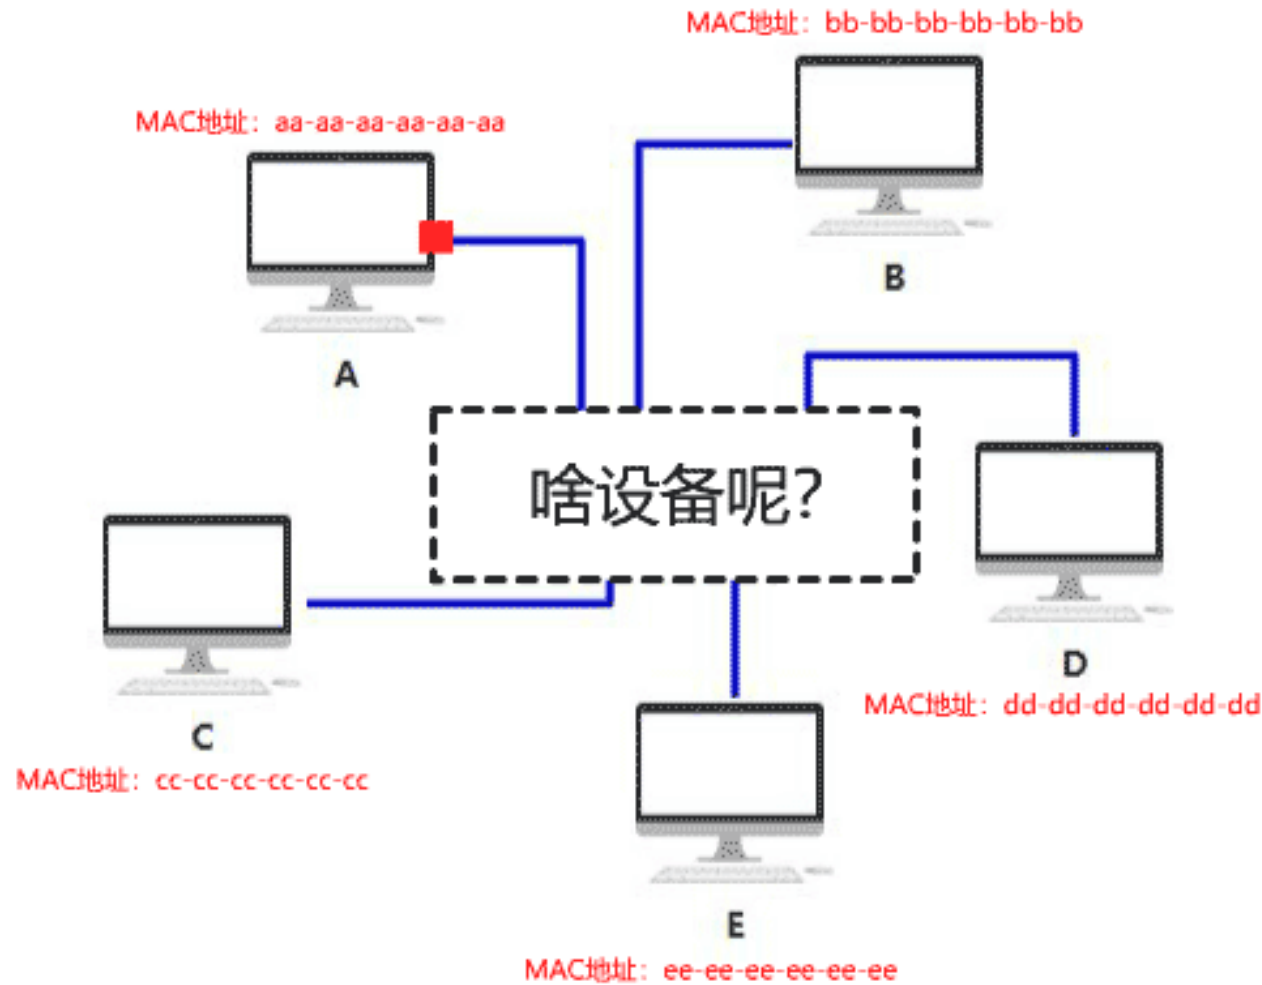 MAC地址：bb-bb-bb-bb-bb-bb
MAC地址：aa-aa-aa-aa-aa-aa
B
A
啥设备呢？
D
MAC地址：dd-dd-dd-dd-dd-dd
C
MAC地址：cc-cc-cc-cc-cc-cc
E
MAC地址：ee-ee-ee-ee-ee-ee